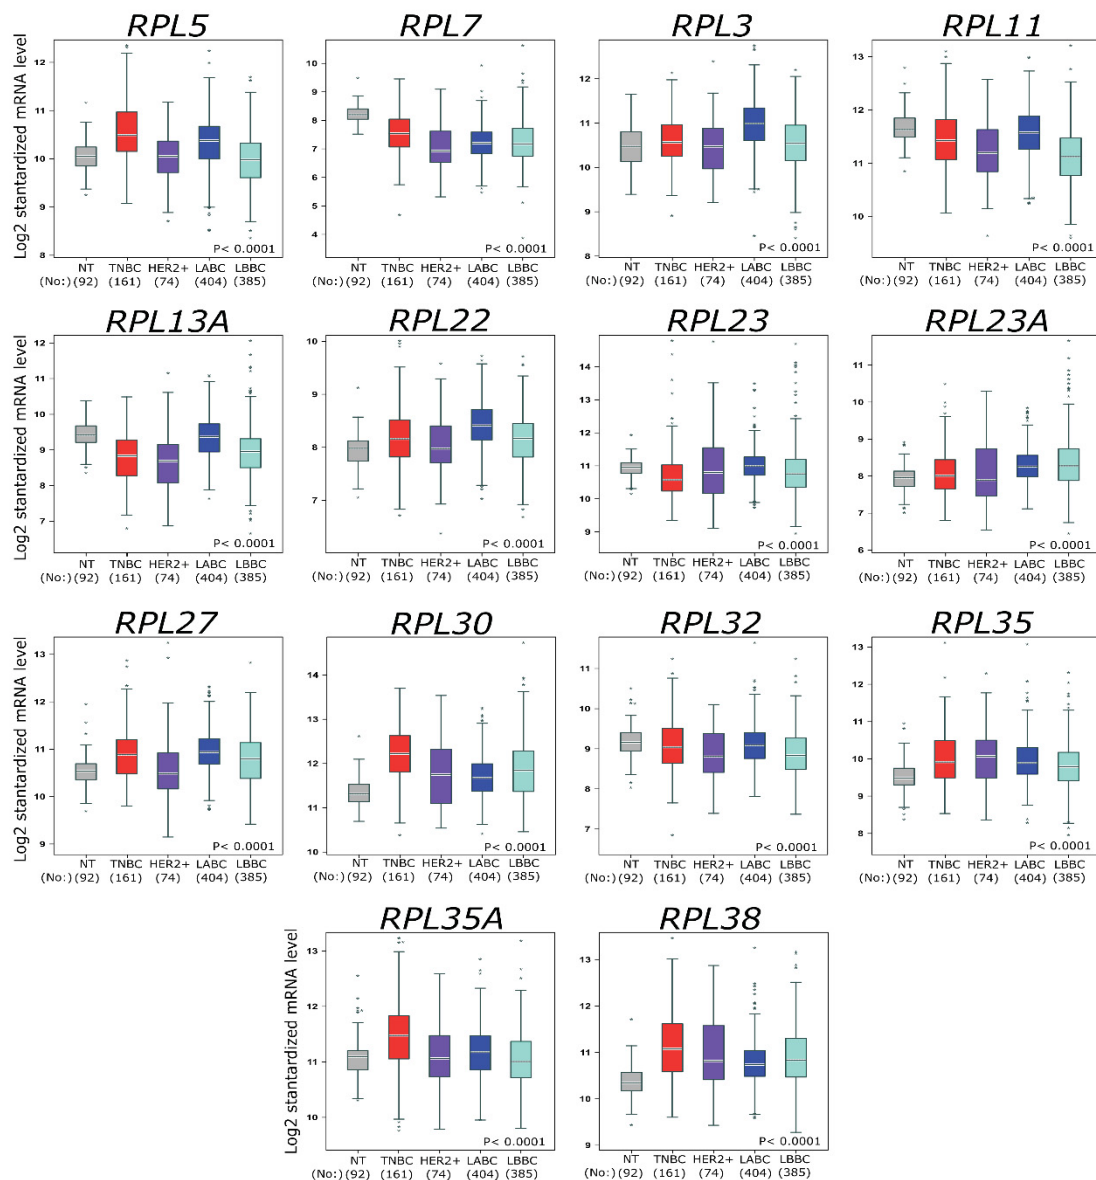 RPL5 RPL7 RPL3 RPL11
Log2 stantardized mRNA level
12 11 10 9 8
P< 0.0001
10 9 8 7 6 5 4
P< 0.0001
12 11 10 9 8
P< 0.0001
13 12 11 10
P< 0.0001
NT TNBC HER2+ LABC LBBC
(No:) (92) (161) (74) (404) (385)
NT TNBC HER2+ LABC LBBC
(No:) (92) (161) (74) (404) (385)
NT TNBC HER2+ LABC LBBC
(No:) (92) (161) (74) (404) (385)
NT TNBC HER2+ LABC LBBC
(No:) (92) (161) (74) (404) (385)
RPL13A RPL22 RPL23 RPL23A
Log2 stantardized mRNA level
12 11 10 9 8 7 6
P< 0.0001
10 9 8 7 6
P< 0.0001
14 13 12 11 10 9
P< 0.0001
11 10 9 8 7 6
P< 0.0001
NT TNBC HER2+ LABC LBBC
(No:) (92) (161) (74) (404) (385)
NT TNBC HER2+ LABC LBBC
(No:) (92) (161) (74) (404) (385)
NT TNBC HER2+ LABC LBBC
(No:) (92) (161) (74) (404) (385)
NT TNBC HER2+ LABC LBBC
(No:) (92) (161) (74) (404) (385)
RPL27 RPL30 RPL32 RPL35
Log2 stantardized mRNA level
13 12 11 10 9
P< 0.0001
14 13 12 11 10
P< 0.0001
11 10 9 8 7 6
P< 0.0001
13 12 11 10 9 8
P< 0.0001
NT TNBC HER2+ LABC LBBC
(No:) (92) (161) (74) (404) (385)
NT TNBC HER2+ LABC LBBC
(No:) (92) (161) (74) (404) (385)
NT TNBC HER2+ LABC LBBC
(No:) (92) (161) (74) (404) (385)
NT TNBC HER2+ LABC LBBC
(No:) (92) (161) (74) (404) (385)
RPL35A RPL38
Log2 stantardized mRNA level
13 12 11 10
P< 0.0001
13 12 11 10 9
P< 0.0001
NT TNBC HER2+ LABC LBBC
(No:) (92) (161) (74) (404) (385)
NT TNBC HER2+ LABC LBBC
(No:) (92) (161) (74) (404) (385)